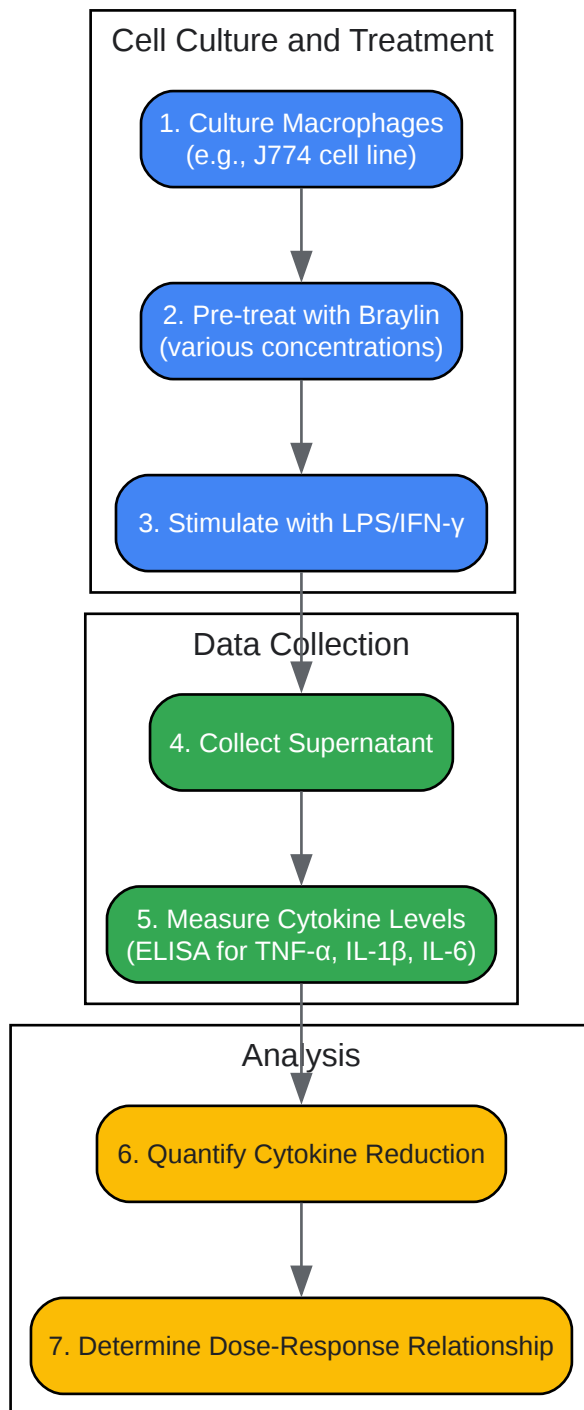 Cell Culture and Treatment
1. Culture Macrophages
(e.g., J774 cell line)
2. Pre-treat with Braylin
(various concentrations)
3. Stimulate with LPS/IFN-γ
Data Collection
4. Collect Supernatant
5. Measure Cytokine Levels
(ELISA for TNF-α, IL-1β, IL-6)
Analysis
6. Quantify Cytokine Reduction
7. Determine Dose-Response Relationship